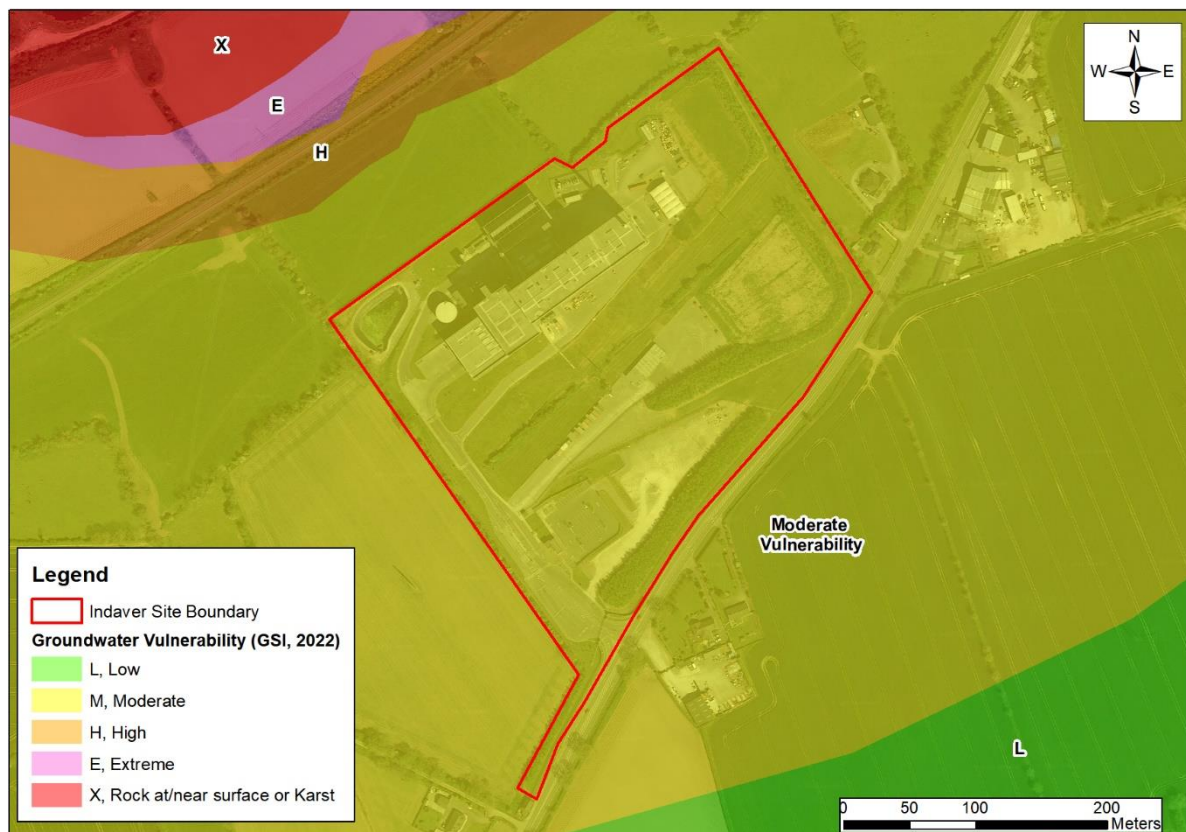 X
E
H
N
W E
S
Moderate
Vulnerability
L
Legend
Indaver Site Boundary
Groundwater Vulnerability (GSI, 2022)
L, Low
M, Moderate
H, High
E, Extreme
X, Rock at/near surface or Karst
0 50 100 200
Meters